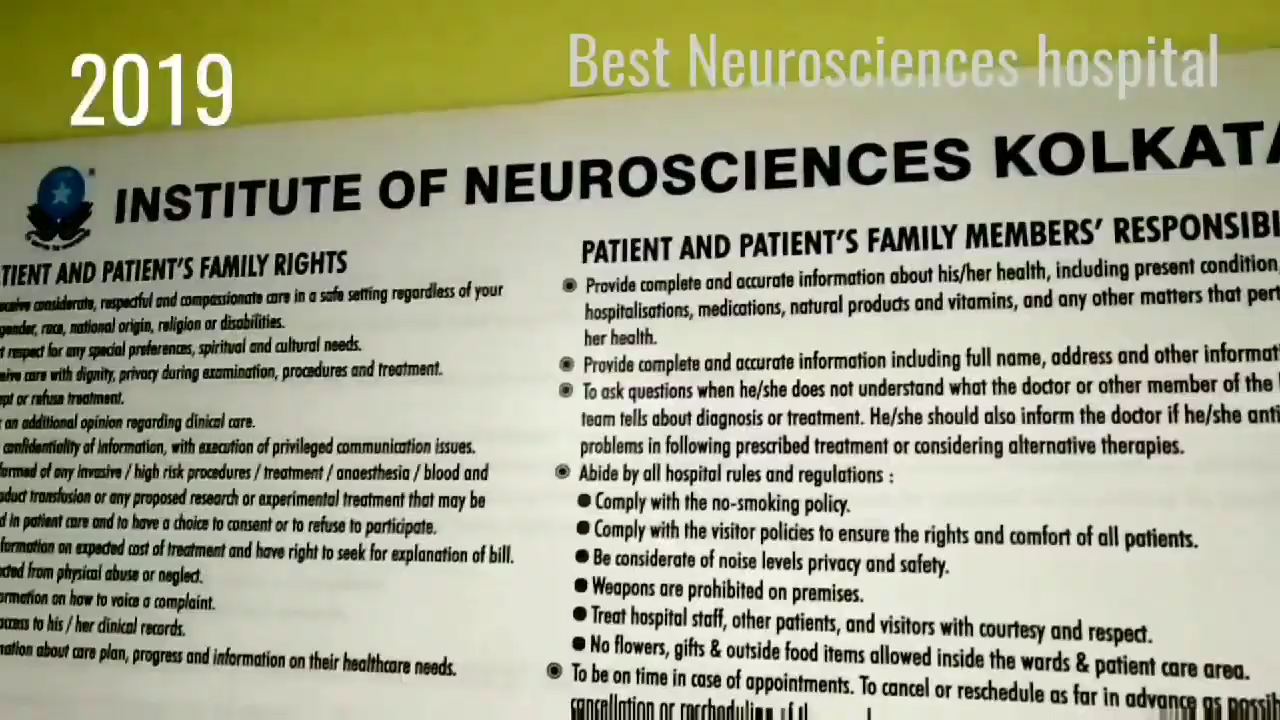 2019
Best Neurosciences hospital
INSTITUTE OF NEUROSCIENCES KOLKATA
TIENT AND PATIENT'S FAMILY RIGHTS
considerate, respectful and compassionate care in a safe setting regardless of your
gender, race, national origin, religion or disabilities.
respect for any special preferences, spiritual and cultural needs.
care with dignity, privacy during examination, procedures and treatment.
or refuse treatment.
an additional opinion regarding clinical care.
confidentiality of information, with execution of privileged communication issues.
formed of any invasive / high risk procedures / treatment / anaesthesia / blood and
duct transfusion or any proposed research or experimental treatment that may be
d in patient care and to have a choice to consent or to refuse to participate.
formation on expected cost of treatment and have right to seek for explanation of bill.
cted from physical abuse or neglect.
ormation on how to voice a complaint.
access to his / her clinical records.
mation about care plan, progress and information on their healthcare needs.
PATIENT AND PATIENT'S FAMILY MEMBERS' RESPONSIBI
Provide complete and accurate information about his/her health, including present condition,
hospitalisations, medications, natural products and vitamins, and any other matters that pert
her health.
Provide complete and accurate information including full name, address and other informati
To ask questions when he/she does not understand what the doctor or other member of the
team tells about diagnosis or treatment. He/she should also inform the doctor if he/she anti
problems in following prescribed treatment or considering alternative therapies.
Abide by all hospital rules and regulations :
Comply with the no-smoking policy.
Comply with the visitor policies to ensure the rights and comfort of all patients.
Be considerate of noise levels privacy and safety.
Weapons are prohibited on premises.
Treat hospital staff, other patients, and visitors with courtesy and respect.
No flowers, gifts & outside food items allowed inside the wards & patient care area.
To be on time in case of appointments. To cancel or reschedule as far in advance as possib
cancellation or rescheduling